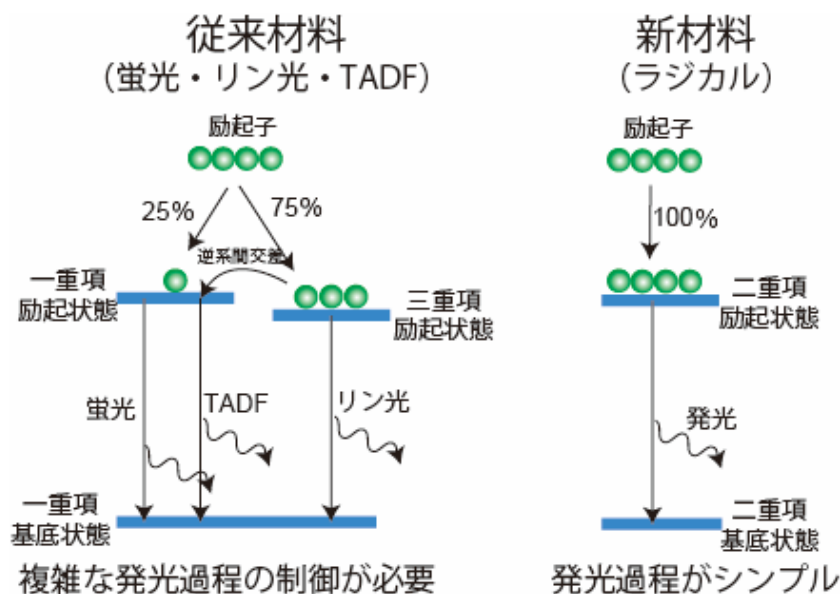 従来材料
（蛍光・リン光・TADF）
励起子
25%
75%
逆系間交差
一重項
励起状態
三重項
励起状態
蛍光
TADF
リン光
一重項
基底状態
複雑な発光過程の制御が必要
新材料
（ラジカル）
励起子
100%
二重項
励起状態
発光
二重項
基底状態
発光過程がシンプル